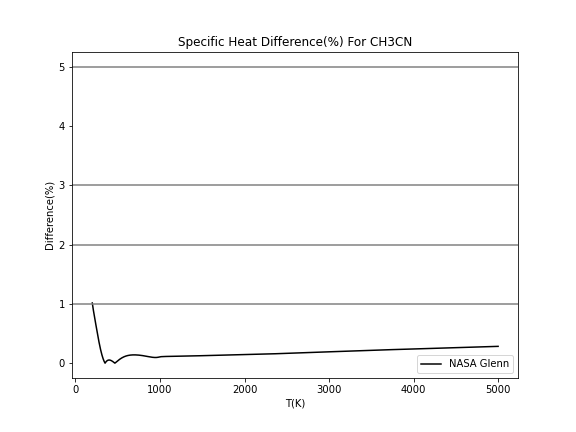 Specific Heat Difference(%) For CH3CN
5
4
3
2
1
0
Difference(%)
0 1000 2000 3000 4000 5000
T(K)
NASA Glenn